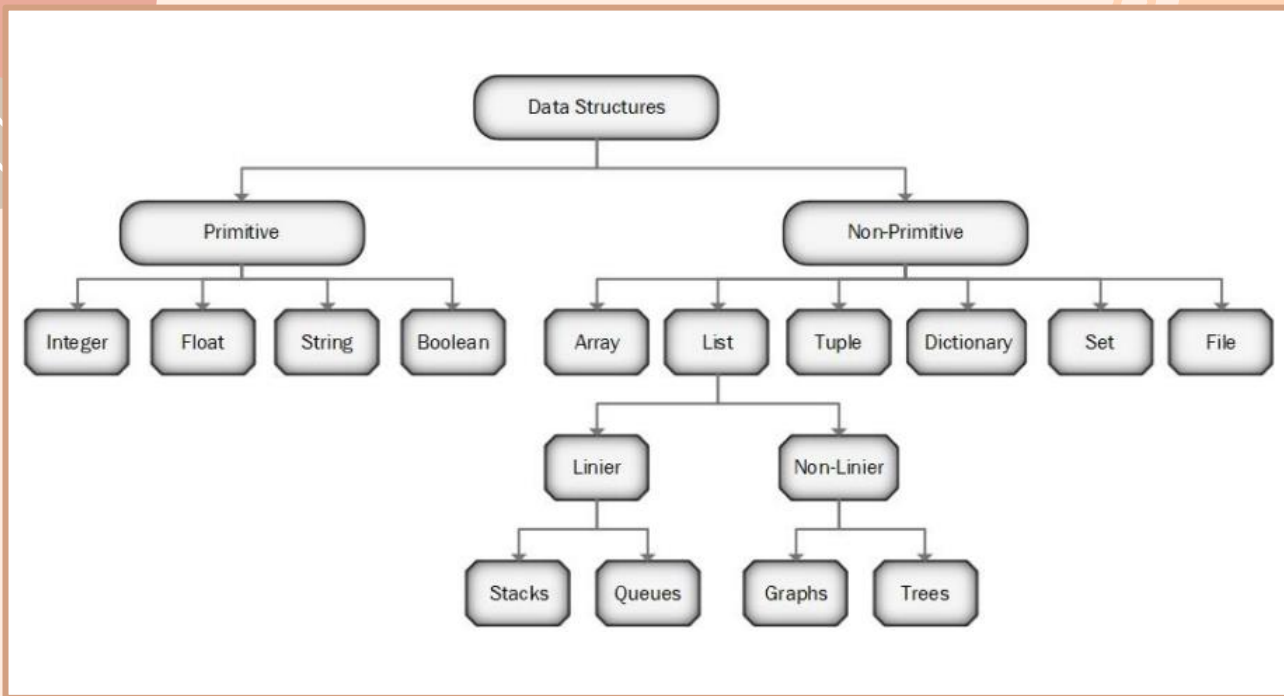 Data Structures
Primitive
Non-Primitive
Integer
Float
String
Boolean
Array
List
Tuple
Dictionary
Set
File
Linier
Non-Linier
Stacks
Queues
Graphs
Trees